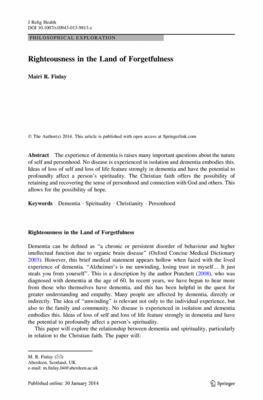 J Relig Health
DOI 10.1007/s10943-013-9815-z
PHILOSOPHICAL EXPLORATION
Righteousness in the Land of Forgetfulness
Mairi R. Finlay
© The Author(s) 2014. This article is published with open access at Springerlink.com
Abstract The experience of dementia is raises many important questions about the nature
of self and personhood. No disease is experienced in isolation and dementia embodies this.
Ideas of loss of self and loss of life feature strongly in dementia and have the potential to
profoundly affect a person's spirituality. The Christian faith offers the possibility of
retaining and recovering the sense of personhood and connection with God and others. This
allows for the possibility of hope.
Keywords Dementia · Spirituality · Christianity · Personhood
Righteousness in the Land of Forgetfulness
Dementia can be defined as "a chronic or persistent disorder of behaviour and higher
intellectual function due to organic brain disease" (Oxford Concise Medical Dictionary
2003). However, this brief medical statement appears hollow when faced with the lived
experience of dementia. "Alzheimer's is me unwinding, losing trust in myself… It just
steals you from yourself". This is a description by the author Pratchett (2008), who was
diagnosed with dementia at the age of 60. In recent years, we have begun to hear more
from those who themselves have dementia, and this has been helpful in the quest for
greater understanding and empathy. Many people are affected by dementia, directly or
indirectly. The idea of "unwinding" is relevant not only to the individual experience, but
also to the family and community. No disease is experienced in isolation and dementia
embodies this. Ideas of loss of self and loss of life feature strongly in dementia and have
the potential to profoundly affect a person's spirituality.
This paper will explore the relationship between dementia and spirituality, particularly
in relation to the Christian faith. The paper will:
M. R. Finlay (✉)
Aberdeen, Scotland, UK
e-mail: m.finlay.04@aberdeen.ac.uk
Published online: 30 January 2014
Springer